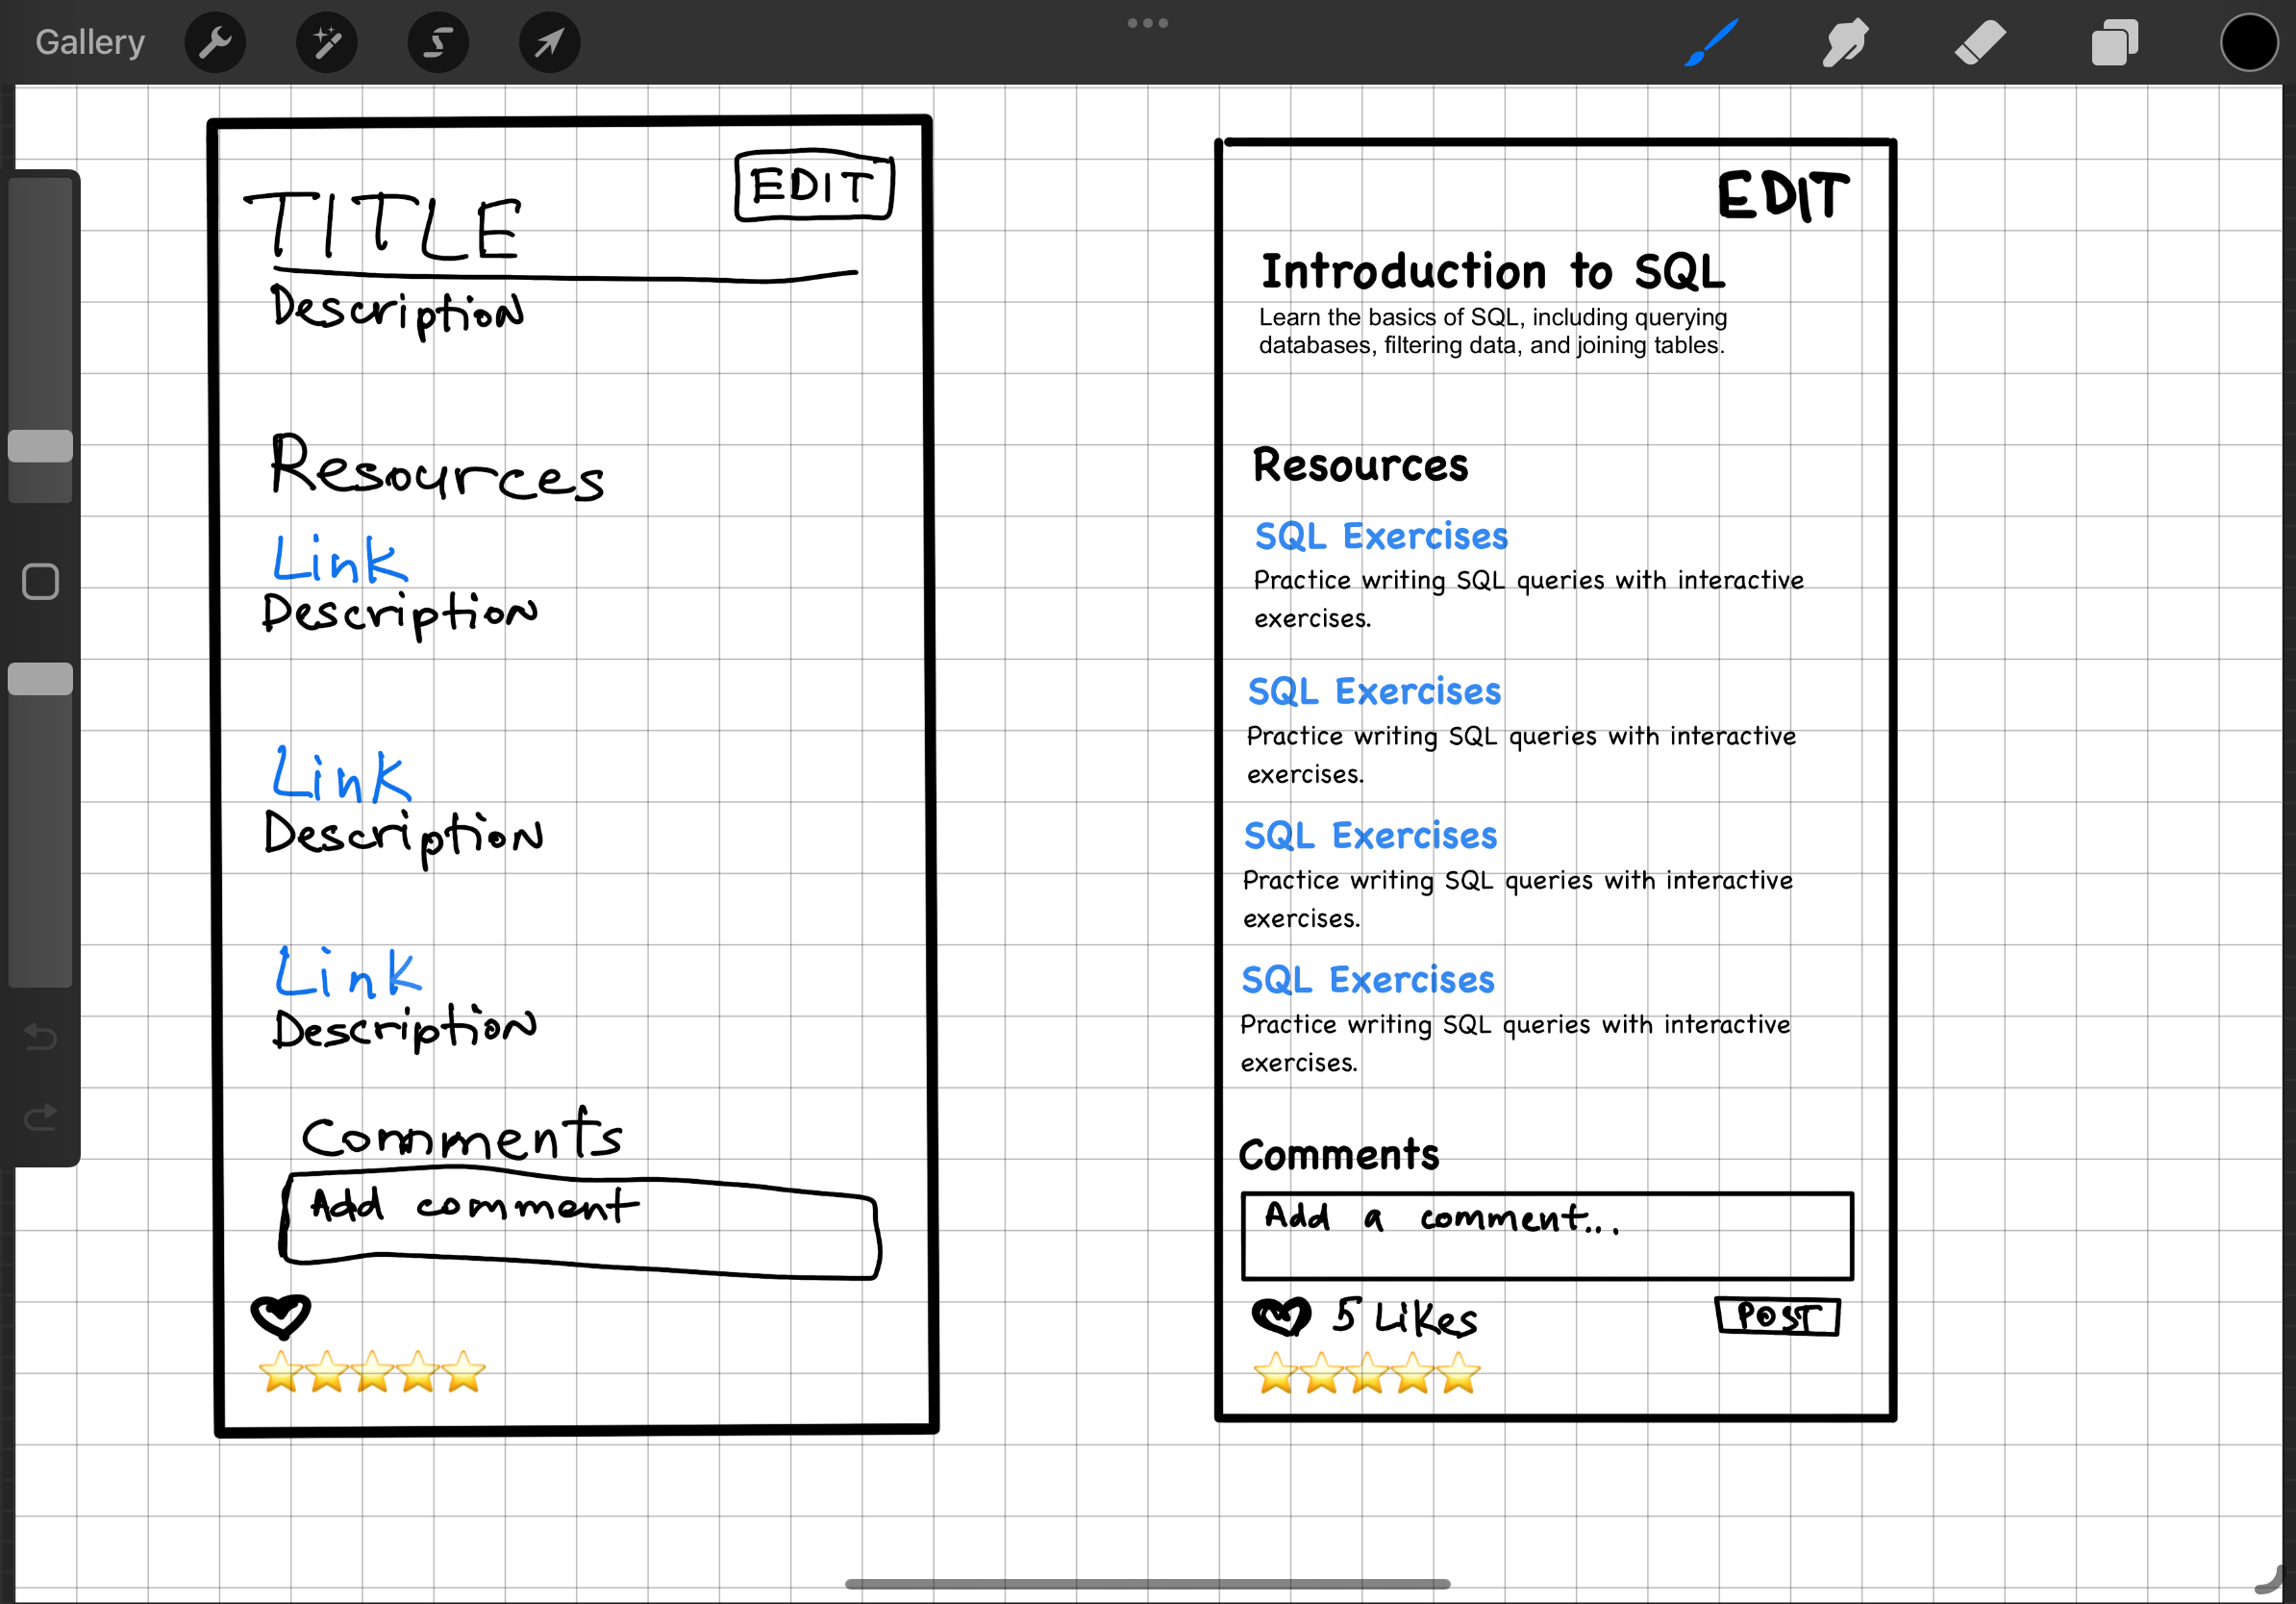 Gallery
TITLE
EDIT
Description
Resources
Link
Description
Link
Description
Link
Description
Comments
Add comment
EDIT
Introduction to SQL
Learn the basics of SQL, including querying
databases, filtering data, and joining tables.
Resources
SQL Exercises
Practice writing SQL queries with interactive
exercises.
SQL Exercises
Practice writing SQL queries with interactive
exercises.
SQL Exercises
Practice writing SQL queries with interactive
exercises.
SQL Exercises
Practice writing SQL queries with interactive
exercises.
Comments
Add a comment...
5 Likes
POST